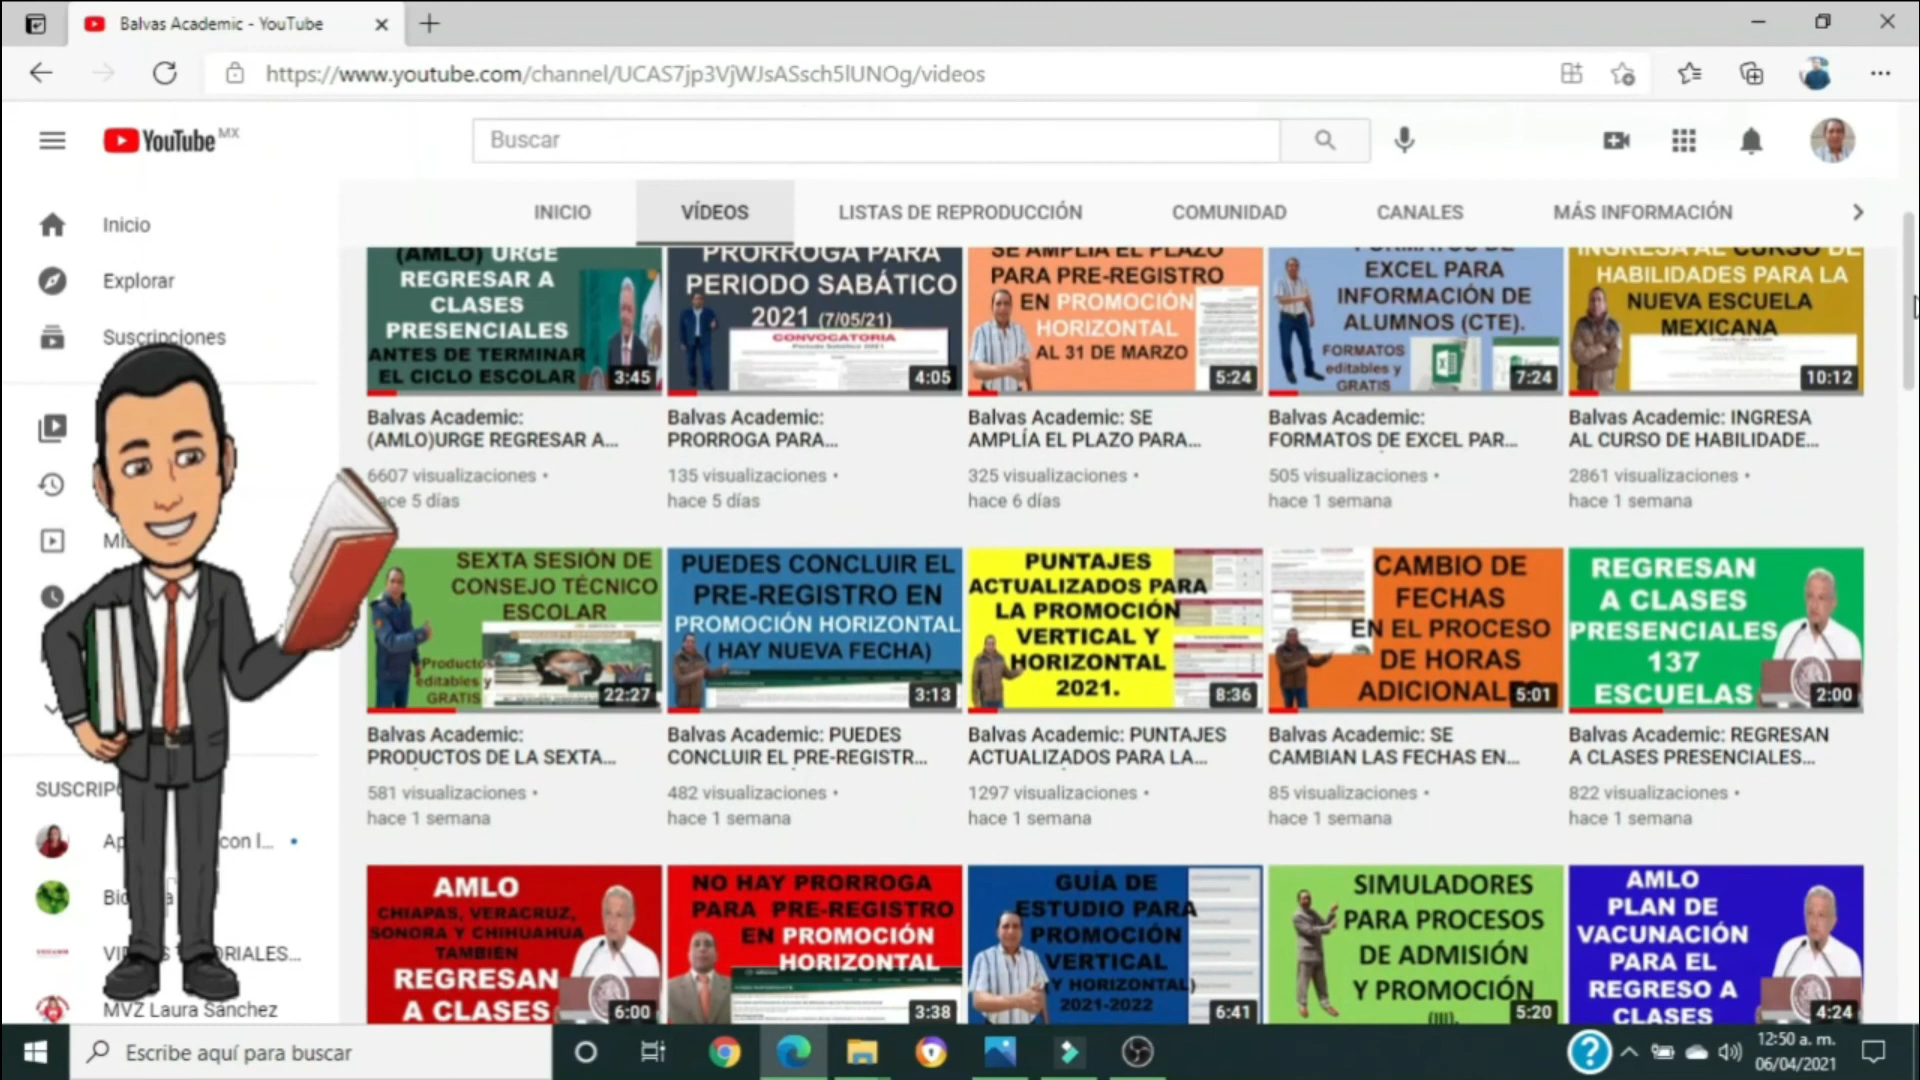 Balvas Academic - YouTube
https://www.youtube.com/channel/UCAS7jp3VjWJsASsch5lUNOg/videos
YouTube MX
Buscar
INICIO
VÍDEOS
LISTAS DE REPRODUCCIÓN
COMUNIDAD
CANALES
MÁS INFORMACIÓN
Inicio
Explorar
Suscripciones
(AMLO) URGE
REGRESAR A
CLASES
PRESENCIALES
ANTES DE TERMINAR
EL CICLO ESCOLAR
3:45
PRÓRROGA PARA
PERIODO SABÁTICO
2021 (7/05/21)
CONVOCATORIA
Periodo Sabático 2021
4:05
SE AMPLÍA EL PLAZO
PARA PRE-REGISTRO
EN PROMOCIÓN
HORIZONTAL
AL 31 DE MARZO
5:24
FORMATOS DE
EXCEL PARA
INFORMACIÓN DE
ALUMNOS (CTE).
FORMATOS
editables y
GRATIS
7:24
INGRESA AL CURSO DE
HABILIDADES PARA LA
NUEVA ESCUELA
MEXICANA
10:12
Balvas Academic:
(AMLO)URGE REGRESAR A...
6607 visualizaciones •
hace 5 días
Balvas Academic:
PRORROGA PARA...
135 visualizaciones •
hace 5 días
Balvas Academic: SE
AMPLÍA EL PLAZO PARA...
325 visualizaciones •
hace 6 días
Balvas Academic:
FORMATOS DE EXCEL PAR...
505 visualizaciones •
hace 1 semana
Balvas Academic: INGRESA
AL CURSO DE HABILIDADE...
2861 visualizaciones •
hace 1 semana
SEXTA SESIÓN DE
CONSEJO TÉCNICO
ESCOLAR
Productos
editables y
GRATIS
22:27
PUEDES CONCLUIR EL
PRE-REGISTRO EN
PROMOCIÓN HORIZONTAL
( HAY NUEVA FECHA)
3:13
PUNTAJES
ACTUALIZADOS PARA
LA PROMOCIÓN
VERTICAL Y
HORIZONTAL
2021.
8:36
CAMBIO DE
FECHAS
EN EL PROCESO
DE HORAS
ADICIONAL
5:01
REGRESAN
A CLASES
PRESENCIALES
137
ESCUELAS
2:00
Balvas Academic:
PRODUCTOS DE LA SEXTA...
581 visualizaciones •
hace 1 semana
Balvas Academic: PUEDES
CONCLUIR EL PRE-REGISTR...
482 visualizaciones •
hace 1 semana
Balvas Academic: PUNTAJES
ACTUALIZADOS PARA LA...
1297 visualizaciones •
hace 1 semana
Balvas Academic: SE
CAMBIAN LAS FECHAS EN...
85 visualizaciones •
hace 1 semana
Balvas Academic: REGRESAN
A CLASES PRESENCIALES...
822 visualizaciones •
hace 1 semana
SUSCRIP
con l...
ORIALES...
MVZ Laura Sánchez
AMLO
CHIAPAS, VERACRUZ,
SONORA Y CHIHUAHUA
TAMBIÉN
REGRESAN
A CLASES
6:00
NO HAY PRORROGA
PARA PRE-REGISTRO
EN PROMOCIÓN
HORIZONTAL
3:38
GUÍA DE
ESTUDIO PARA
PROMOCIÓN
VERTICAL
(Y HORIZONTAL)
2021-2022
6:41
SIMULADORES
PARA PROCESOS
DE ADMISIÓN
Y PROMOCIÓN
(III).
5:20
AMLO
PLAN DE
VACUNACIÓN
PARA EL
REGRESO A
CLASES
4:24
Escribe aquí para buscar
12:50 a. m.
06/04/2021